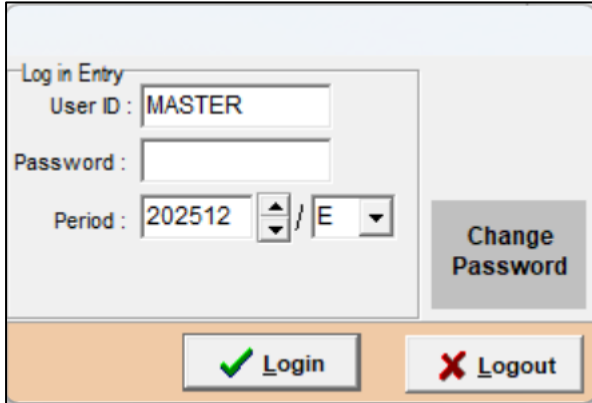 Log in Entry
User ID : MASTER
Password :
Period : 202512 / E
Change
Password
Login
Logout